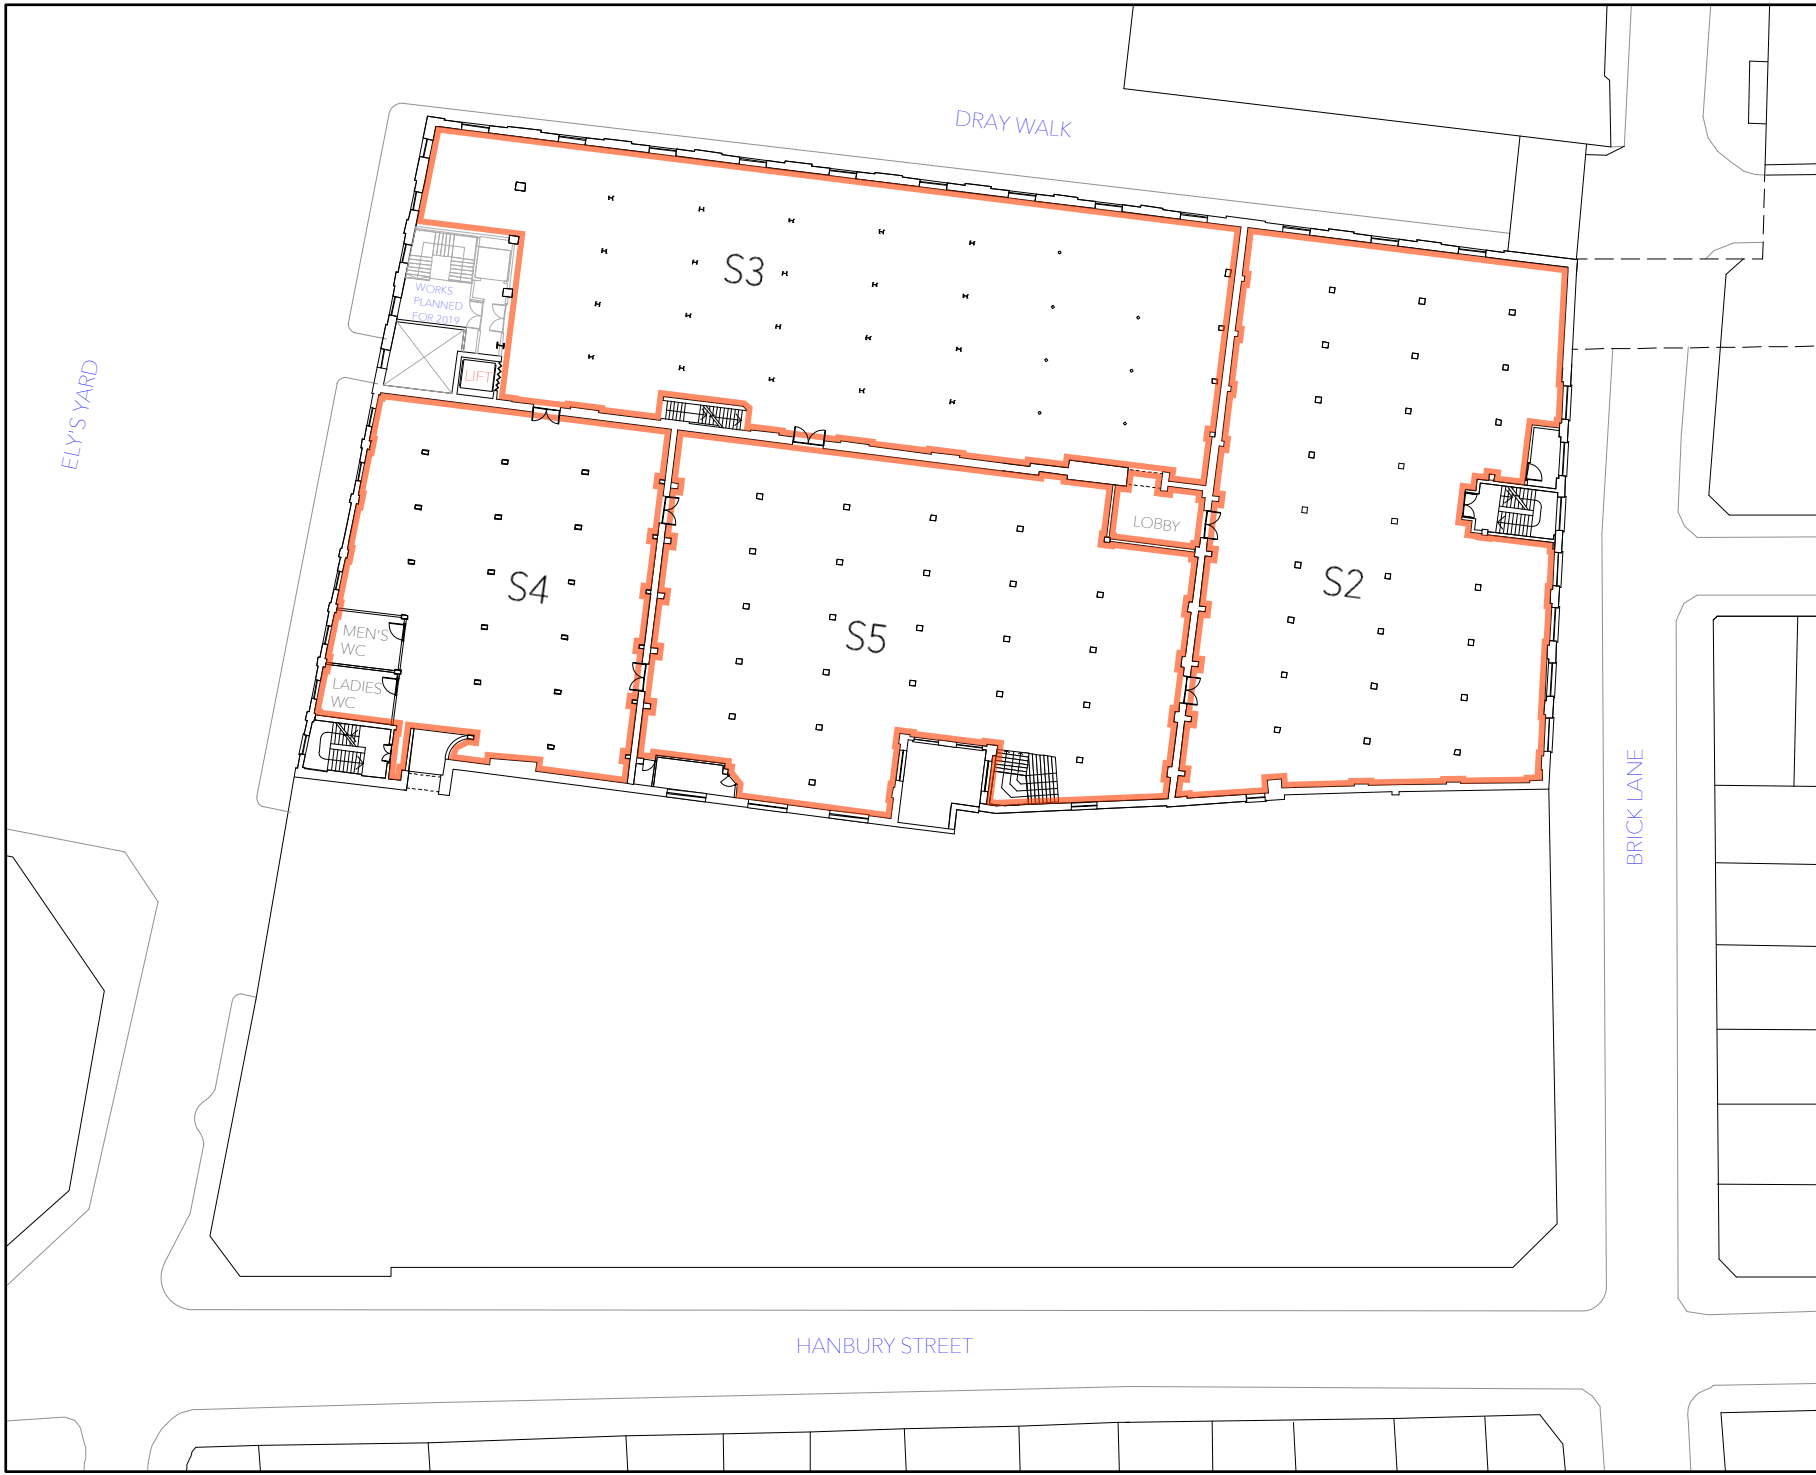 DRAY WALK
S3
WORKS
PLANNED
FOR 2019
LIFT
ELY'S YARD
LOBBY
S4
S2
S5
MEN'S
WC
LADIES
WC
BRICK LANE
HANBURY STREET